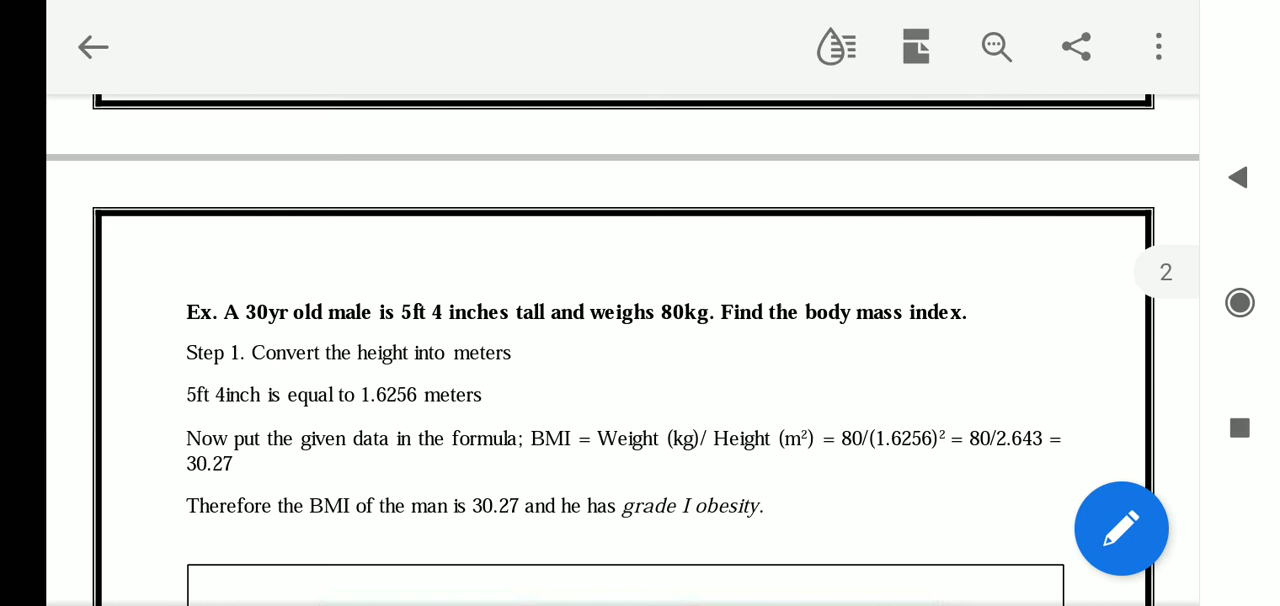 2
Ex. A 30yr old male is 5ft 4 inches tall and weighs 80kg. Find the body mass index.
Step 1. Convert the height into meters
5ft 4inch is equal to 1.6256 meters
Now put the given data in the formula; BMI = Weight (kg)/ Height (m²) = 80/(1.6256)² = 80/2.643 =
30.27
Therefore the BMI of the man is 30.27 and he has grade I obesity.